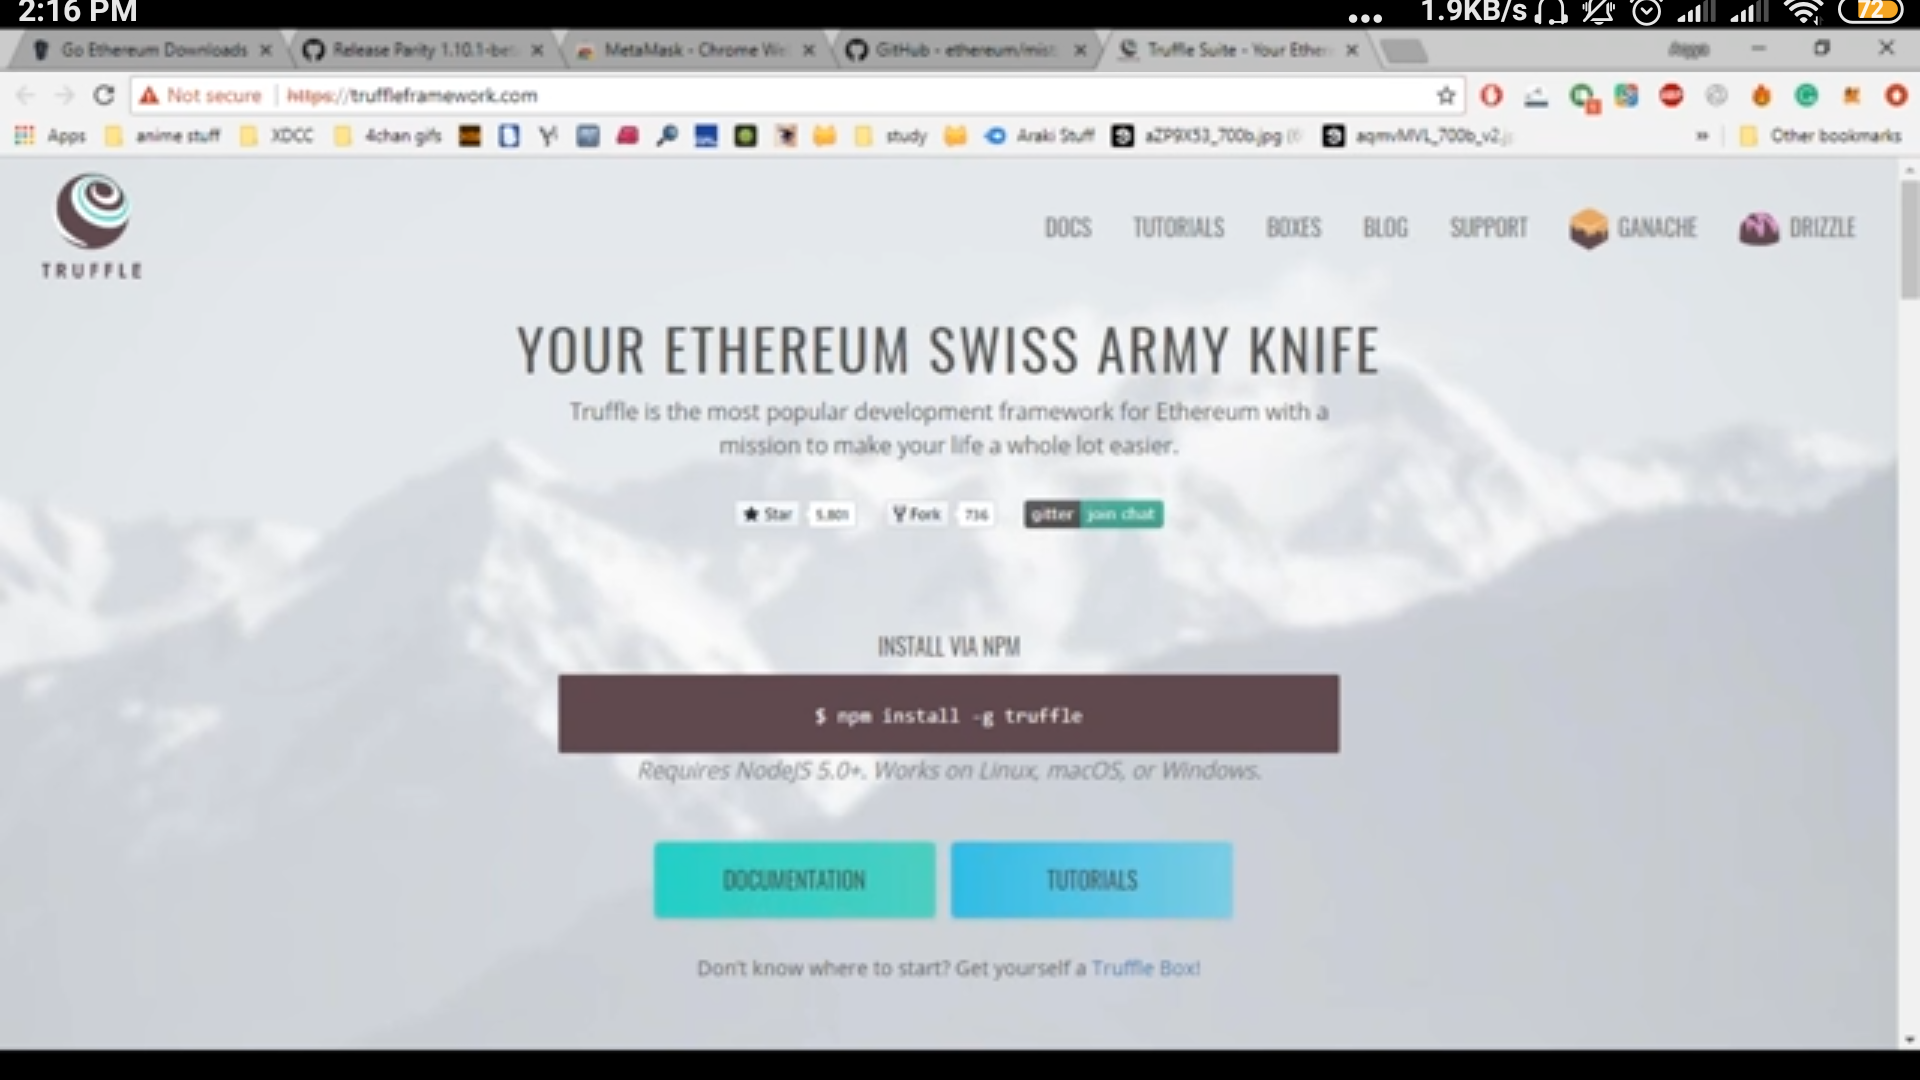 2:16 PM ... 1.9KB/s 72
Go Ethereum Downloads Release Parity 1.10.1-bet MetaMask - Chrome We GitHub - ethereum/mist Truffle Suite - Your Ether
Not secure https://truffleframework.com
Apps anime stuff XDCC 4chan gifs study Araki Stuff aZP9X53_700b.jpg (6 aqmvMVL_700b_v2.js » Other bookmarks
TRUFFLE
DOCS TUTORIALS BOXES BLOG SUPPORT GANACHE DRIZZLE
YOUR ETHEREUM SWISS ARMY KNIFE
Truffle is the most popular development framework for Ethereum with a
mission to make your life a whole lot easier.
Star 5,801 Fork 736 gitter join chat
INSTALL VIA NPM
$ npm install -g truffle
Requires NodeJS 5.0+. Works on Linux, macOS, or Windows.
DOCUMENTATION TUTORIALS
Don't know where to start? Get yourself a Truffle Box!